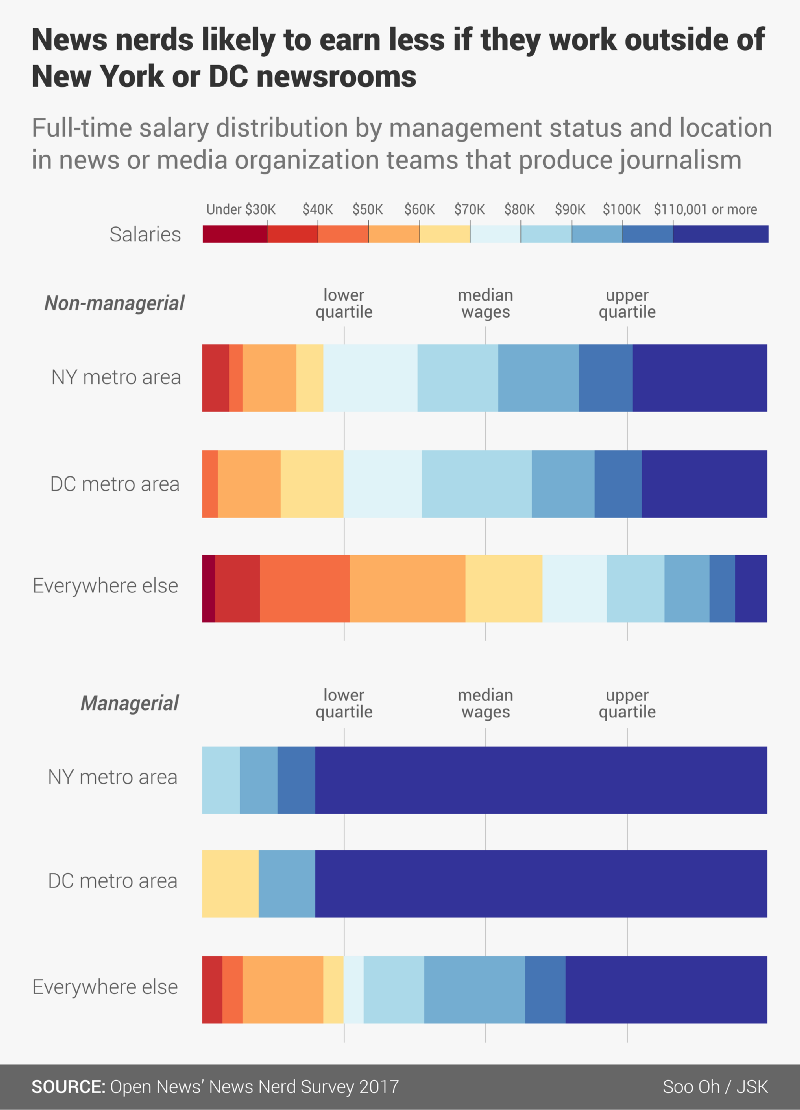 News nerds likely to earn less if they work outside of
New York or DC newsrooms
Full-time salary distribution by management status and location
in news or media organization teams that produce journalism
Under $30K $40K $50K $60K $70K $80K $90K $100K $110,001 or more
Salaries
Non-managerial
lower quartile
median wages
upper quartile
NY metro area
DC metro area
Everywhere else
Managerial
lower quartile
median wages
upper quartile
NY metro area
DC metro area
Everywhere else
SOURCE: Open News’ News Nerd Survey 2017
Soo Oh / JSK